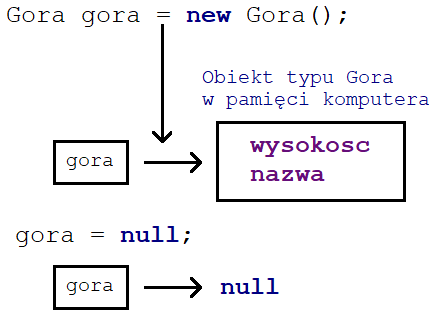 Gora gora = new Gora();
Obiekt typu Gora
w pamięci komputera
gora
wysokosc
nazwa
gora = null;
gora
null